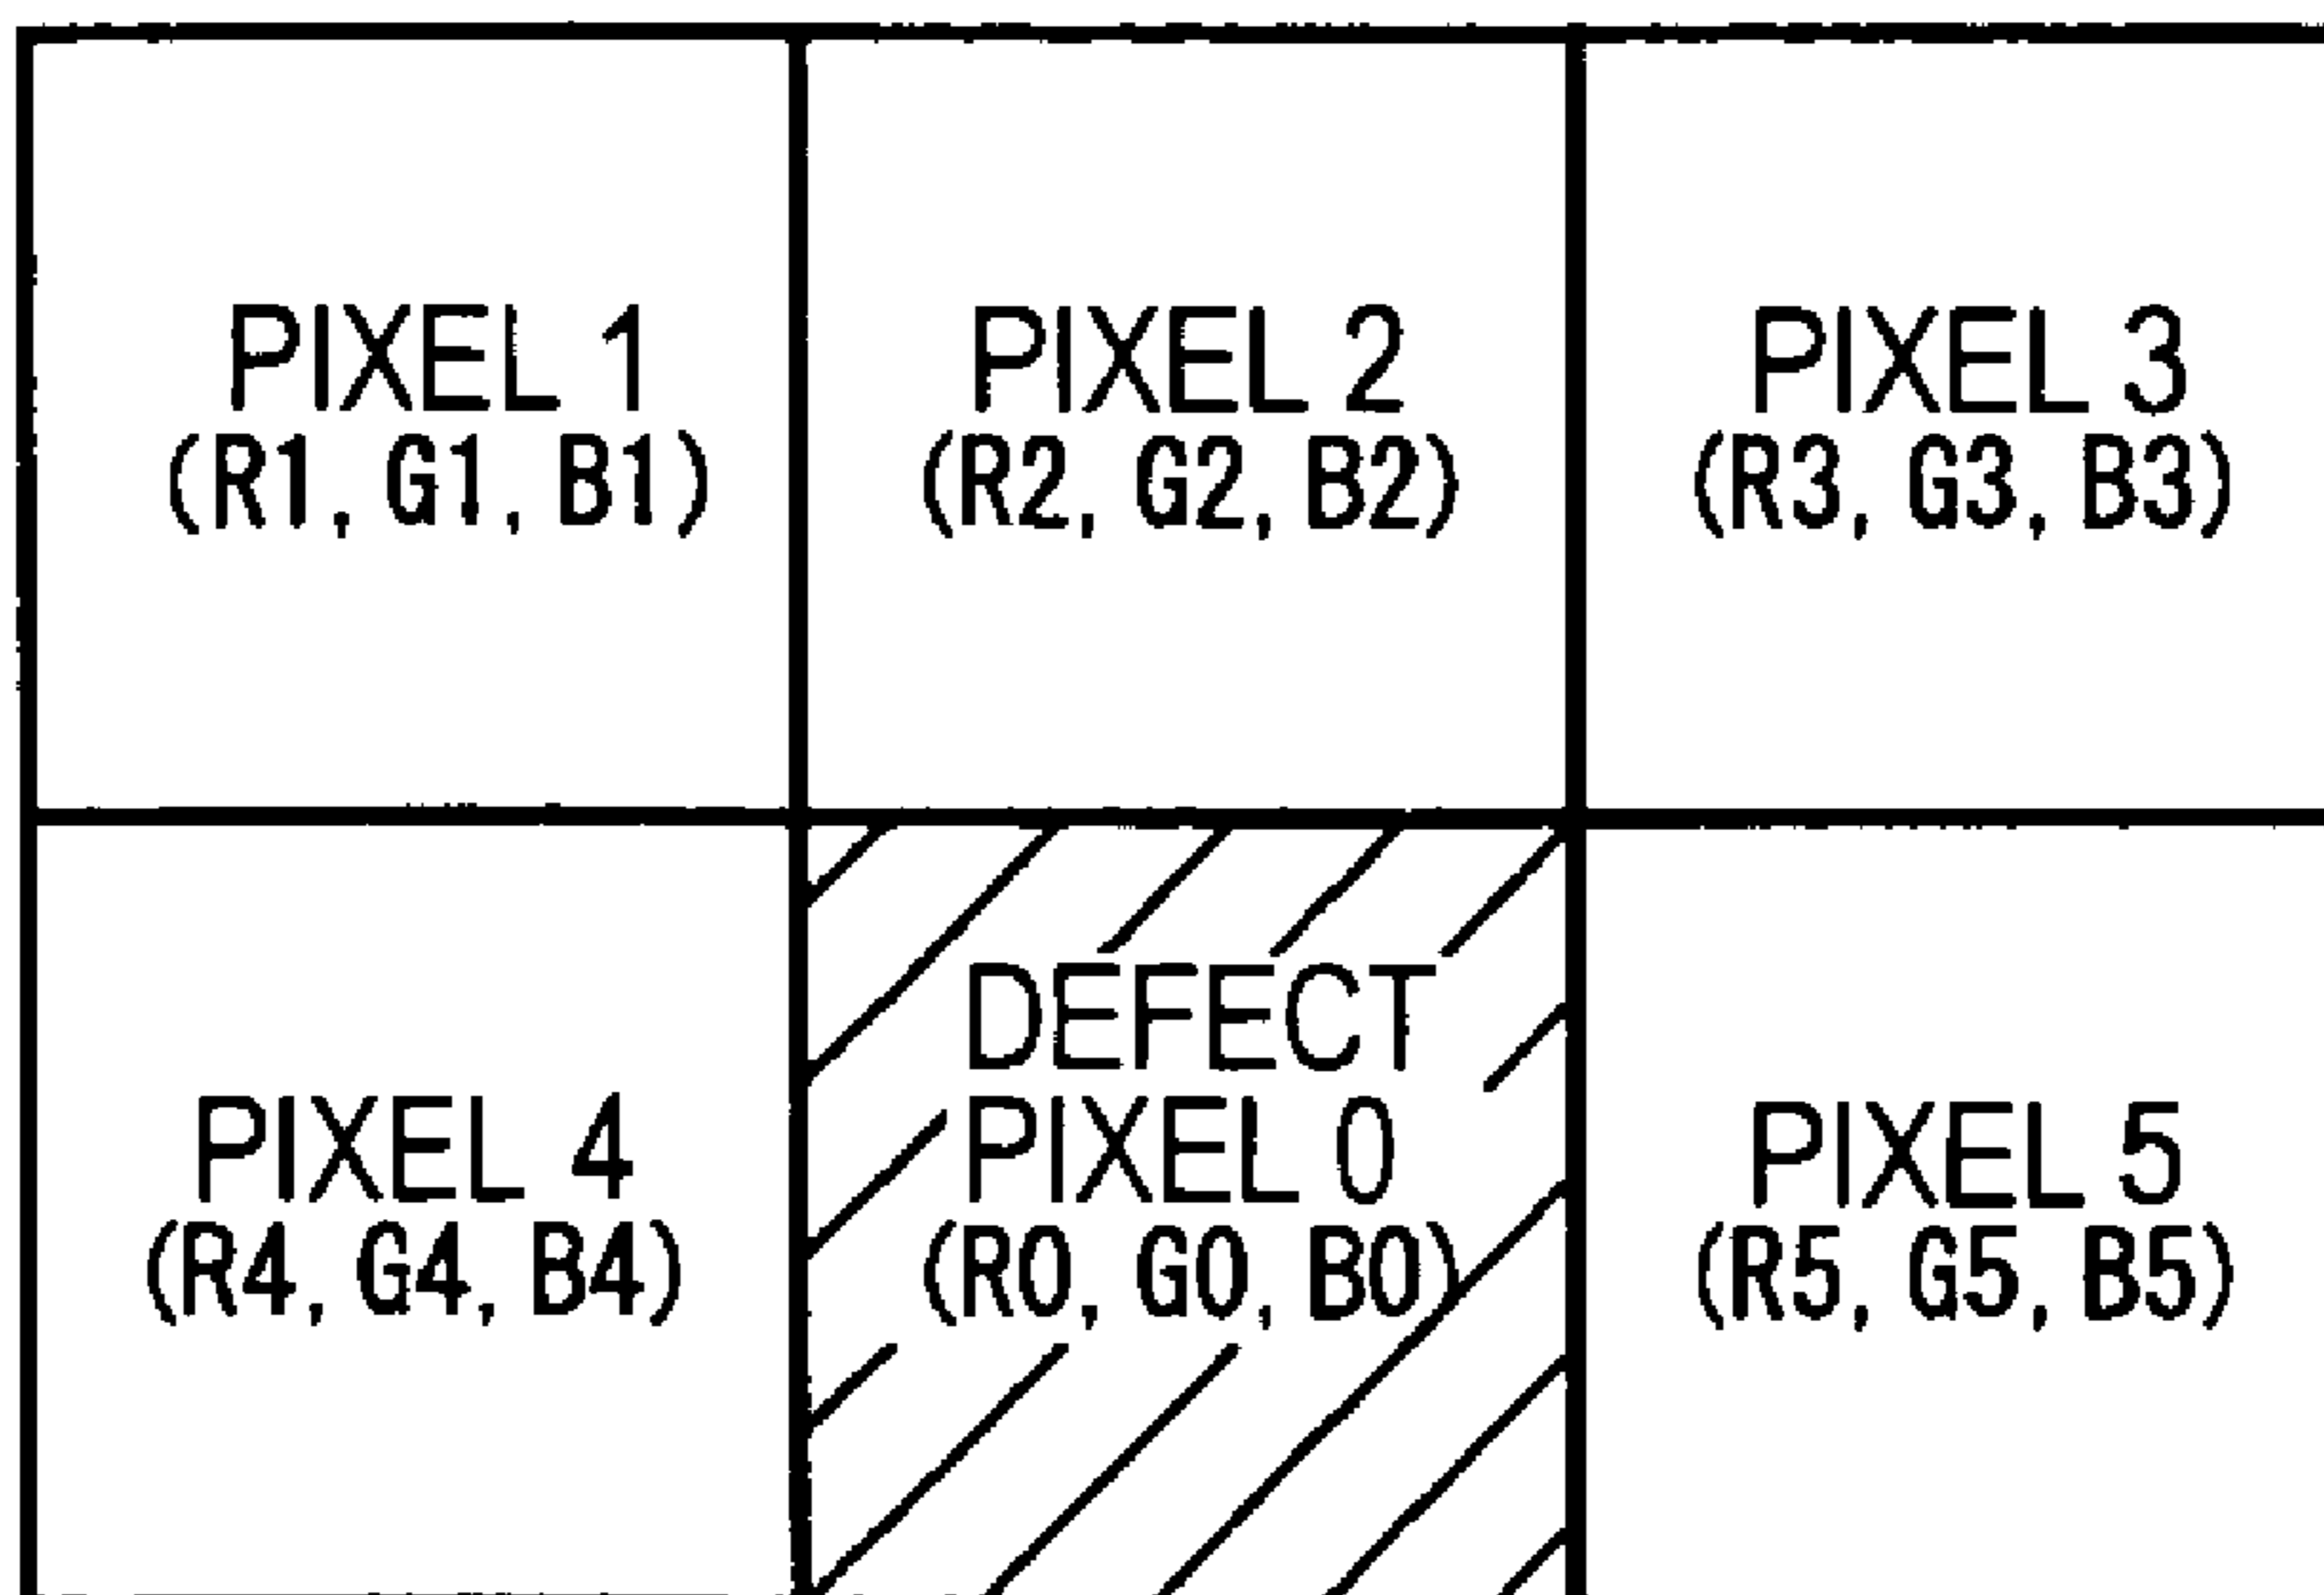 PIXEL 1
(R1, G1, B1)
PIXEL 2
(R2, G2, B2)
PIXEL 3
(R3, G3, B3)
PIXEL 4
(R4, G4, B4)
DEFECT
PIXEL 0
(R0, G0, B0)
PIXEL 5
(R5, G5, B5)